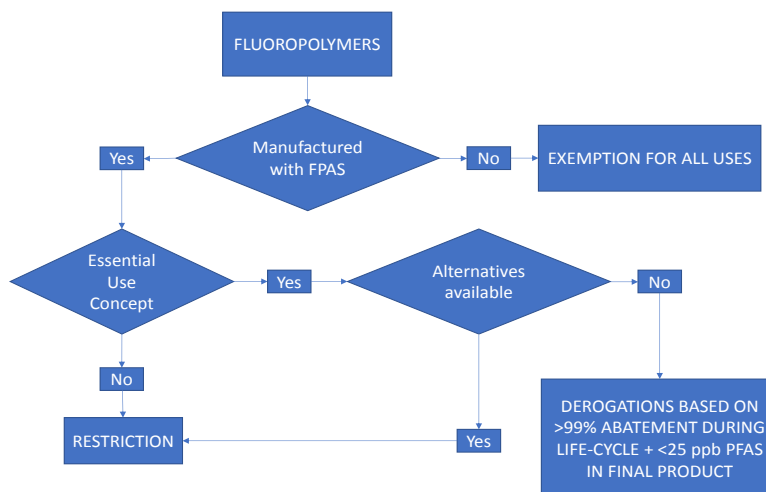 FLUOROPOLYMERS
Manufactured
with FPAS
Yes
No
EXEMPTION FOR ALL USES
Essential
Use
Concept
Yes
Alternatives
available
No
No
RESTRICTION
Yes
DEROGATIONS BASED ON
>99% ABATEMENT DURING
LIFE-CYCLE + <25 ppb PFAS
IN FINAL PRODUCT